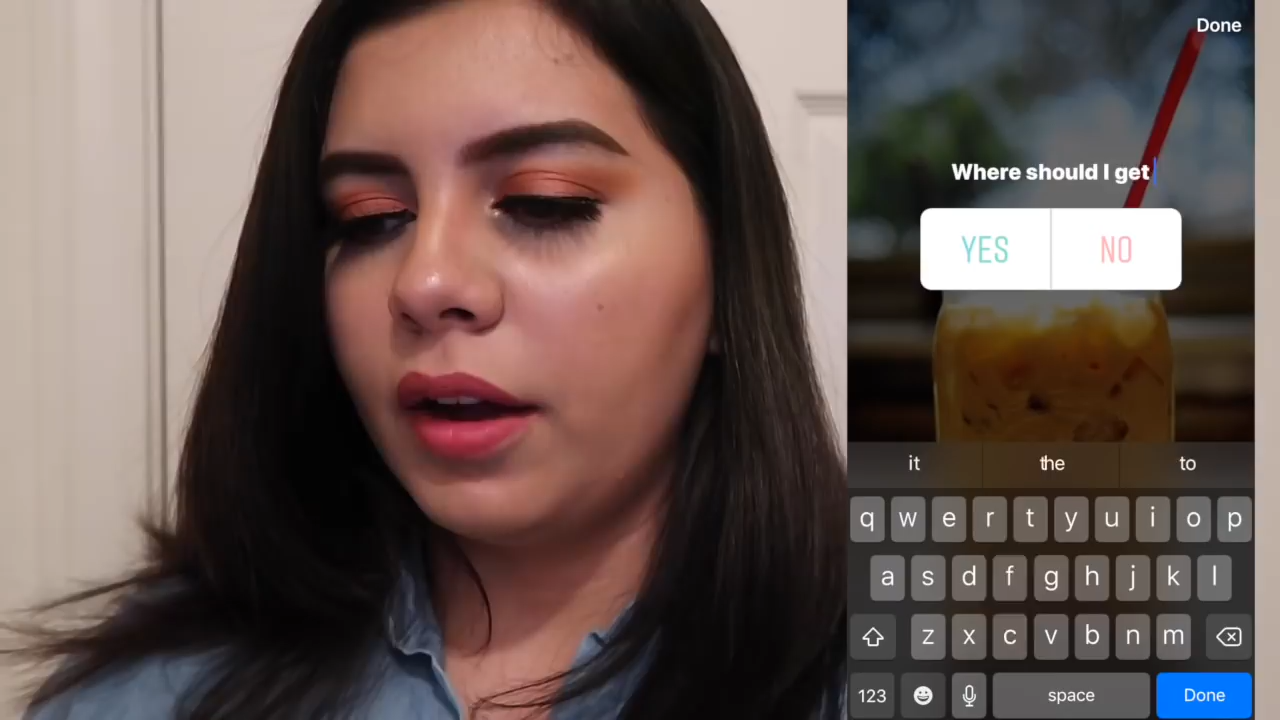 Done
Where should I get
YES NO
it the to
q w e r t y u i o p
a s d f g h j k l
z x c v b n m
123 space Done